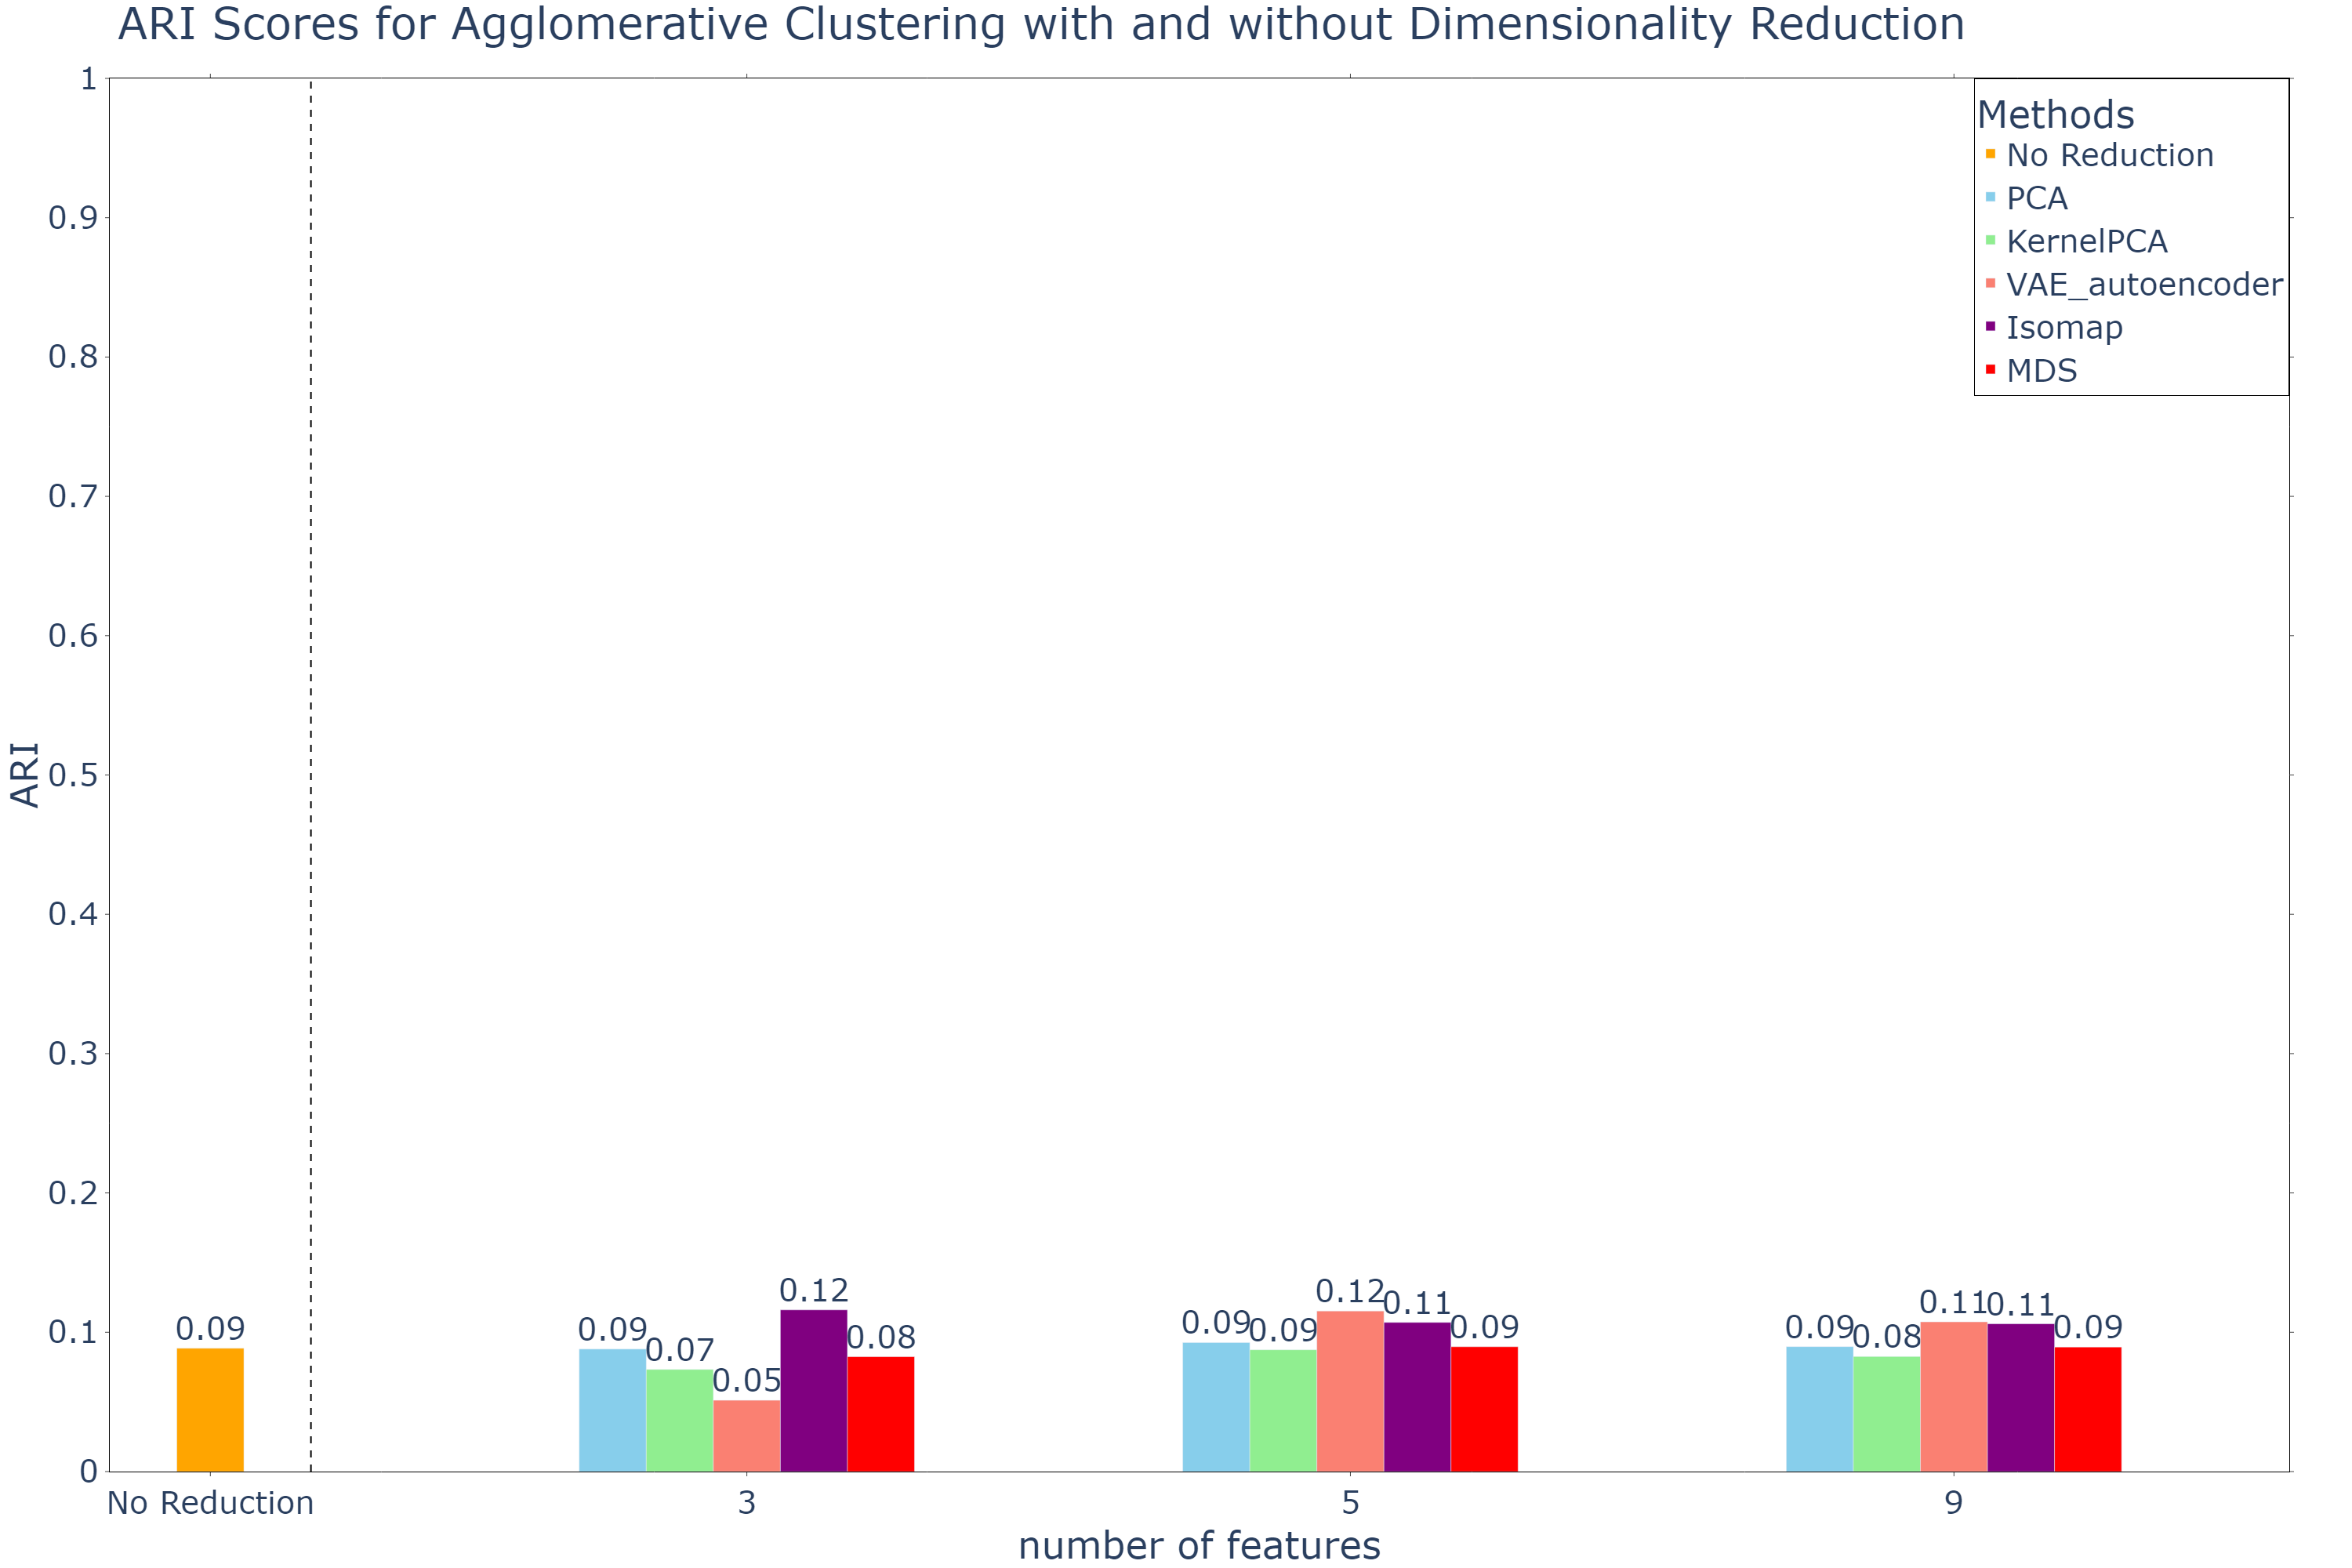 ARI Scores for Agglomerative Clustering with and without Dimensionality Reduction
Methods
No Reduction
PCA
KernelPCA
VAE_autoencoder
Isomap
MDS
ARI
1
0.9
0.8
0.7
0.6
0.5
0.4
0.3
0.2
0.1
0
0.09
0.09
0.07
0.05
0.12
0.08
0.09
0.09
0.12
0.11
0.09
0.09
0.08
0.11
0.11
0.09
No Reduction
3
5
9
number of features